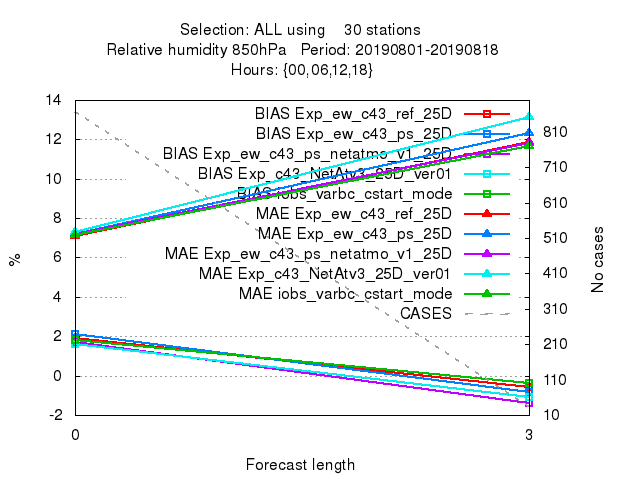 Selection: ALL using    30 stations
Relative humidity 850hPa   Period: 20190801-20190818
Hours: {00,06,12,18}
14
12
10
8
6
4
2
0
-2
%
BIAS Exp_ew_c43_ref_25D
BIAS Exp_ew_c43_ps_25D
BIAS Exp_ew_c43_ps_netatmo_v1_25D
BIAS Exp_c43_NetAtv3_25D_ver01
BIAS iobs_varbc_cstart_mode
MAE Exp_ew_c43_ref_25D
MAE Exp_ew_c43_ps_25D
MAE Exp_ew_c43_ps_netatmo_v1_25D
MAE Exp_c43_NetAtv3_25D_ver01
MAE iobs_varbc_cstart_mode
CASES
810
710
610
510
410
310
210
110
10
No cases
0
3
Forecast length